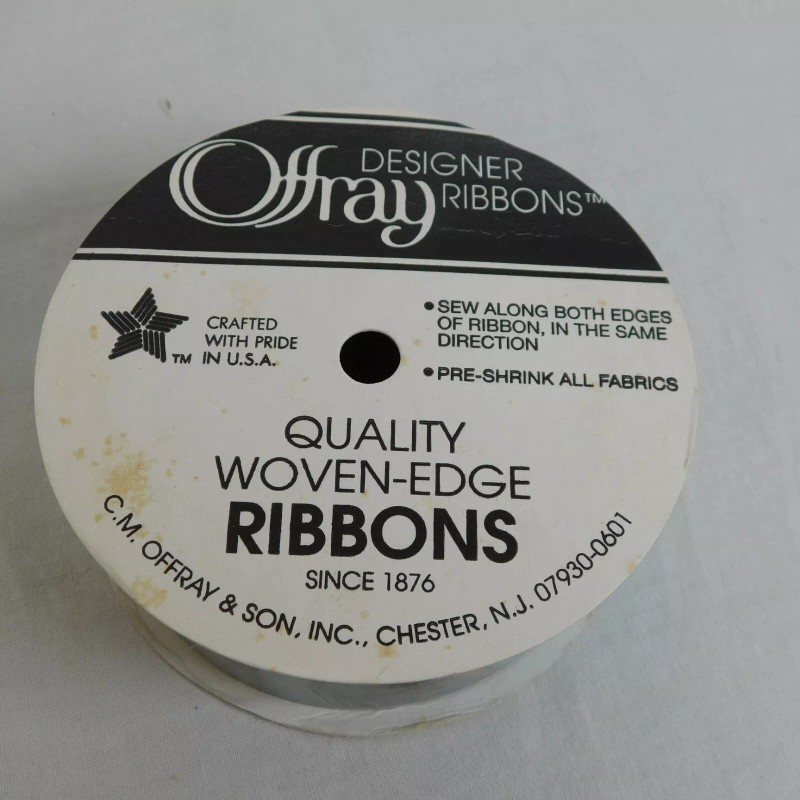 Offray DESIGNER
RIBBONS™
CRAFTED
WITH PRIDE
™ IN U.S.A.
•SEW ALONG BOTH EDGES
OF RIBBON, IN THE SAME
DIRECTION
•PRE-SHRINK ALL FABRICS
QUALITY
WOVEN-EDGE
RIBBONS
SINCE 1876
C.M. OFFRAY & SON, INC., CHESTER, N.J. 07930-0601